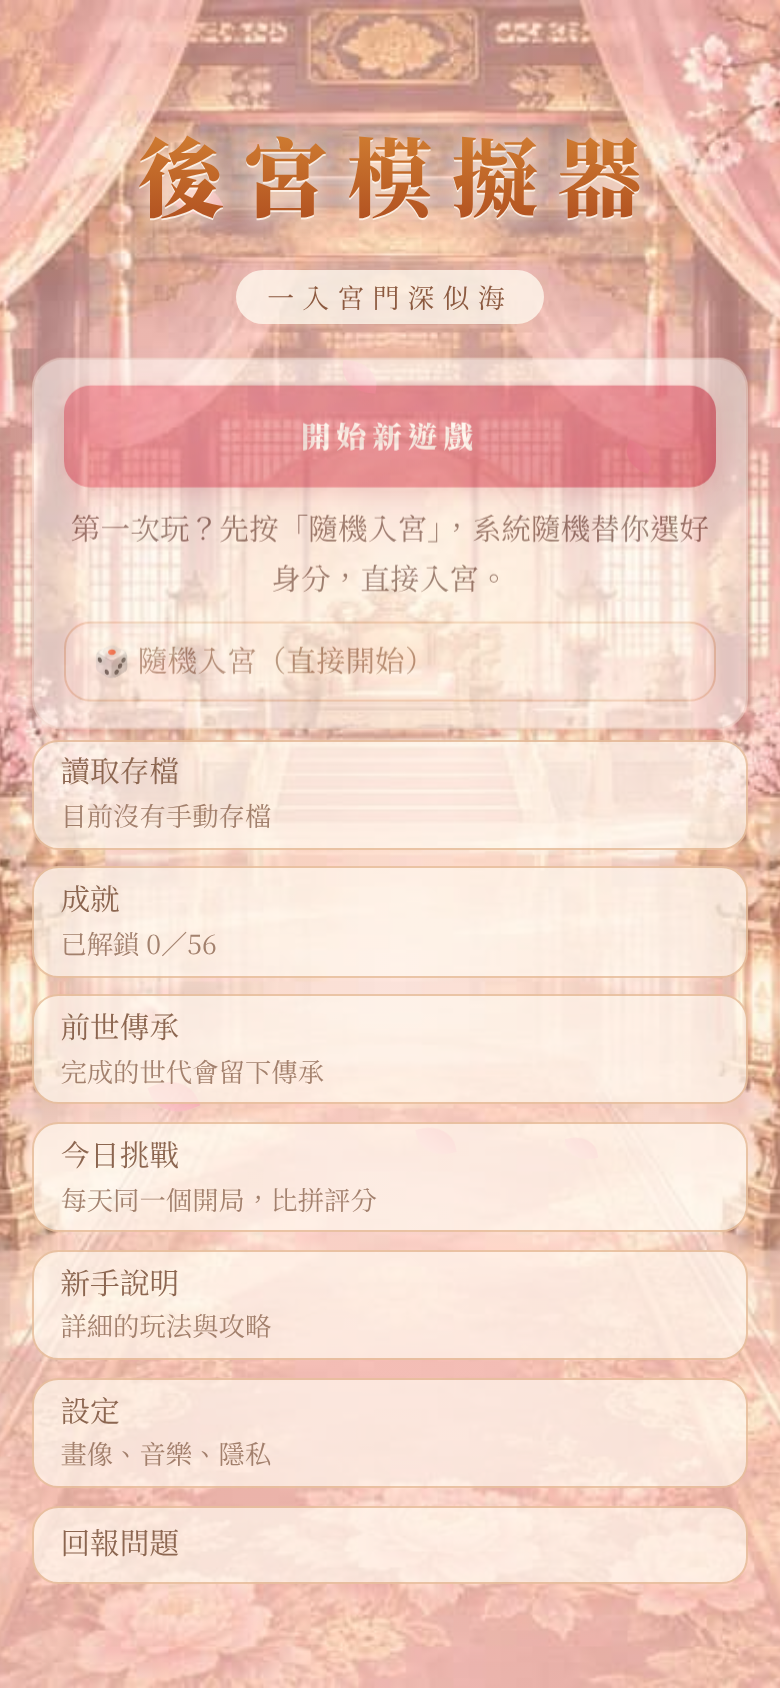 後宮模擬器
一入宮門深似海
開始新遊戲
第一次玩？先按「隨機入宮」，系統隨機替你選好
身分，直接入宮。
🎲 隨機入宮（直接開始）
讀取存檔
目前沒有手動存檔
成就
已解鎖 0／56
前世傳承
完成的世代會留下傳承
今日挑戰
每天同一個開局，比拼評分
新手說明
詳細的玩法與攻略
設定
畫像、音樂、隱私
回報問題